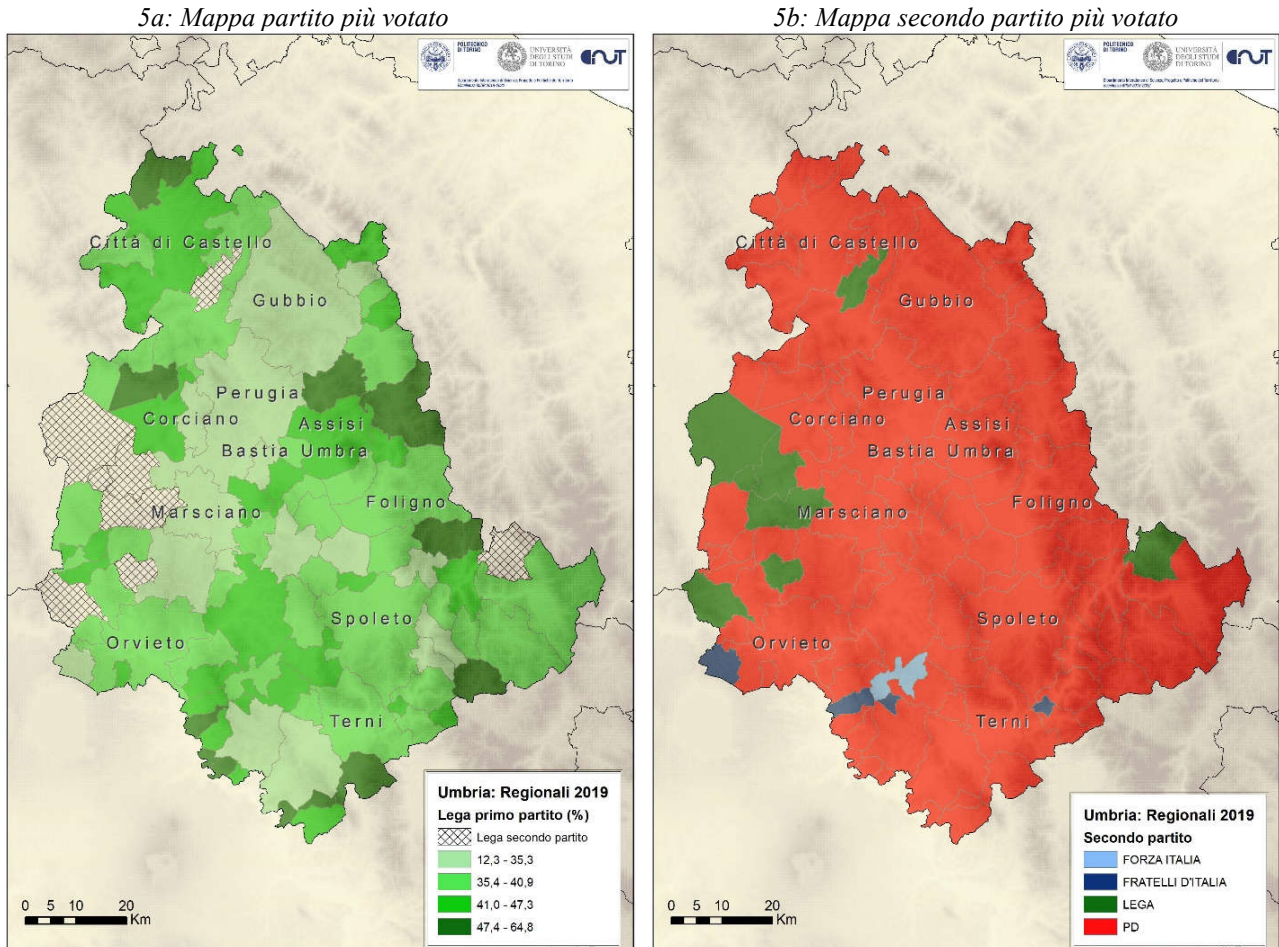 5a: Mappa partito più votato
5b: Mappa secondo partito più votato
POLITECNICO
DI TORINO
UNIVERSITÀ
DEGLI STUDI
DI TORINO
Città di Castello
Gubbio
Perugia
Corciano
Assisi
Bastia Umbra
Foligno
Marsciano
Spoleto
Orvieto
Terni
Umbria: Regionali 2019
Lega primo partito (%)
Lega secondo partito
12,3 - 35,3
35,4 - 40,9
41,0 - 47,3
47,4 - 64,8
0 5 10 20
Km
POLITECNICO
DI TORINO
UNIVERSITÀ
DEGLI STUDI
DI TORINO
Città di Castello
Gubbio
Perugia
Corciano
Assisi
Bastia Umbra
Foligno
Marsciano
Spoleto
Orvieto
Terni
Umbria: Regionali 2019
Secondo partito
FORZA ITALIA
FRATELLI D'ITALIA
LEGA
PD
0 5 10 20
Km